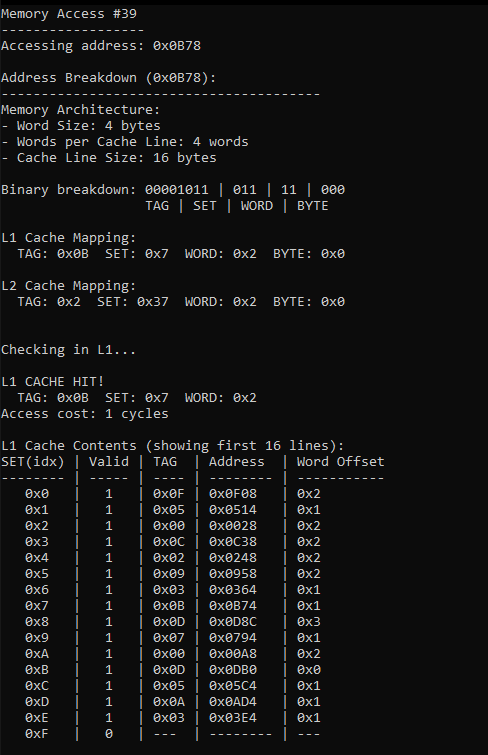 Memory Access #39
------------------
Accessing address: 0x0B78
Address Breakdown (0x0B78):
----------------------------------------
Memory Architecture:
- Word Size: 4 bytes
- Words per Cache Line: 4 words
- Cache Line Size: 16 bytes
Binary breakdown: 00001011 | 011 | 11 | 000
                  TAG | SET | WORD | BYTE
L1 Cache Mapping:
  TAG: 0x0B  SET: 0x7  WORD: 0x2  BYTE: 0x0
L2 Cache Mapping:
  TAG: 0x2  SET: 0x37  WORD: 0x2  BYTE: 0x0
Checking in L1...
L1 CACHE HIT!
  TAG: 0x0B  SET: 0x7  WORD: 0x2
Access cost: 1 cycles
L1 Cache Contents (showing first 16 lines):
SET(idx) | Valid | TAG  | Address  | Word Offset
-------- | ----- | ---- | -------- | -----------
   0x0   |   1   | 0x0F | 0x0F08   | 0x2
   0x1   |   1   | 0x05 | 0x0514   | 0x1
   0x2   |   1   | 0x00 | 0x0028   | 0x2
   0x3   |   1   | 0x0C | 0x0C38   | 0x2
   0x4   |   1   | 0x02 | 0x0248   | 0x2
   0x5   |   1   | 0x09 | 0x0958   | 0x2
   0x6   |   1   | 0x03 | 0x0364   | 0x1
   0x7   |   1   | 0x0B | 0x0B74   | 0x1
   0x8   |   1   | 0x0D | 0x0D8C   | 0x3
   0x9   |   1   | 0x07 | 0x0794   | 0x1
   0xA   |   1   | 0x00 | 0x00A8   | 0x2
   0xB   |   1   | 0x0D | 0x0DB0   | 0x0
   0xC   |   1   | 0x05 | 0x05C4   | 0x1
   0xD   |   1   | 0x0A | 0x0AD4   | 0x1
   0xE   |   1   | 0x03 | 0x03E4   | 0x1
   0xF   |   0   | ---  | -------- | ---